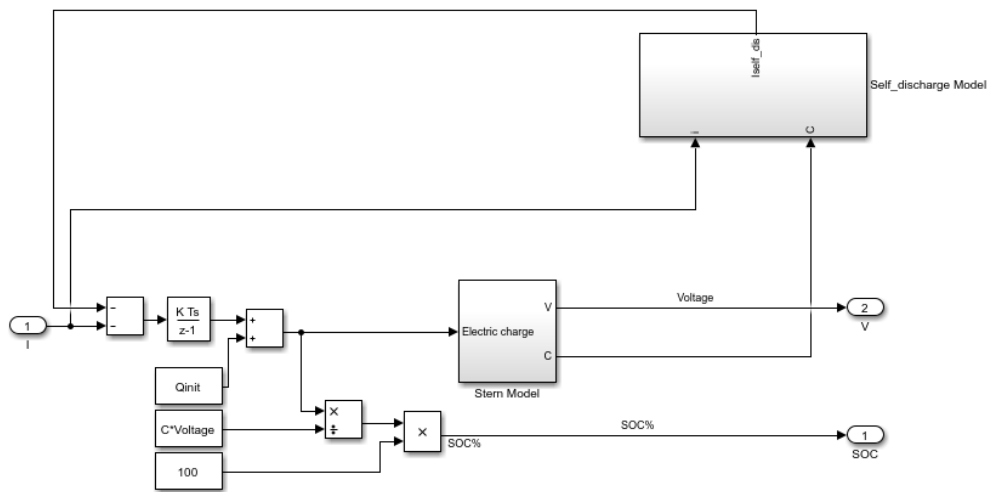 Iself_dis
Self_discharge Model
i
C
1
I
−
−
K Ts
z-1
+
+
Qinit
C*Voltage
100
×
÷
×
SOC%
Electric charge
V
C
Stern Model
Voltage
2
V
SOC%
1
SOC